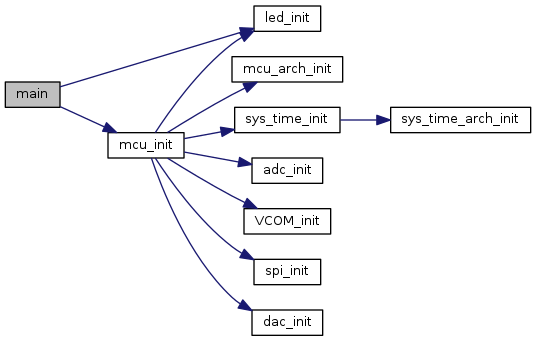 led_init
mcu_arch_init
main
sys_time_init
sys_time_arch_init
mcu_init
adc_init
VCOM_init
spi_init
dac_init